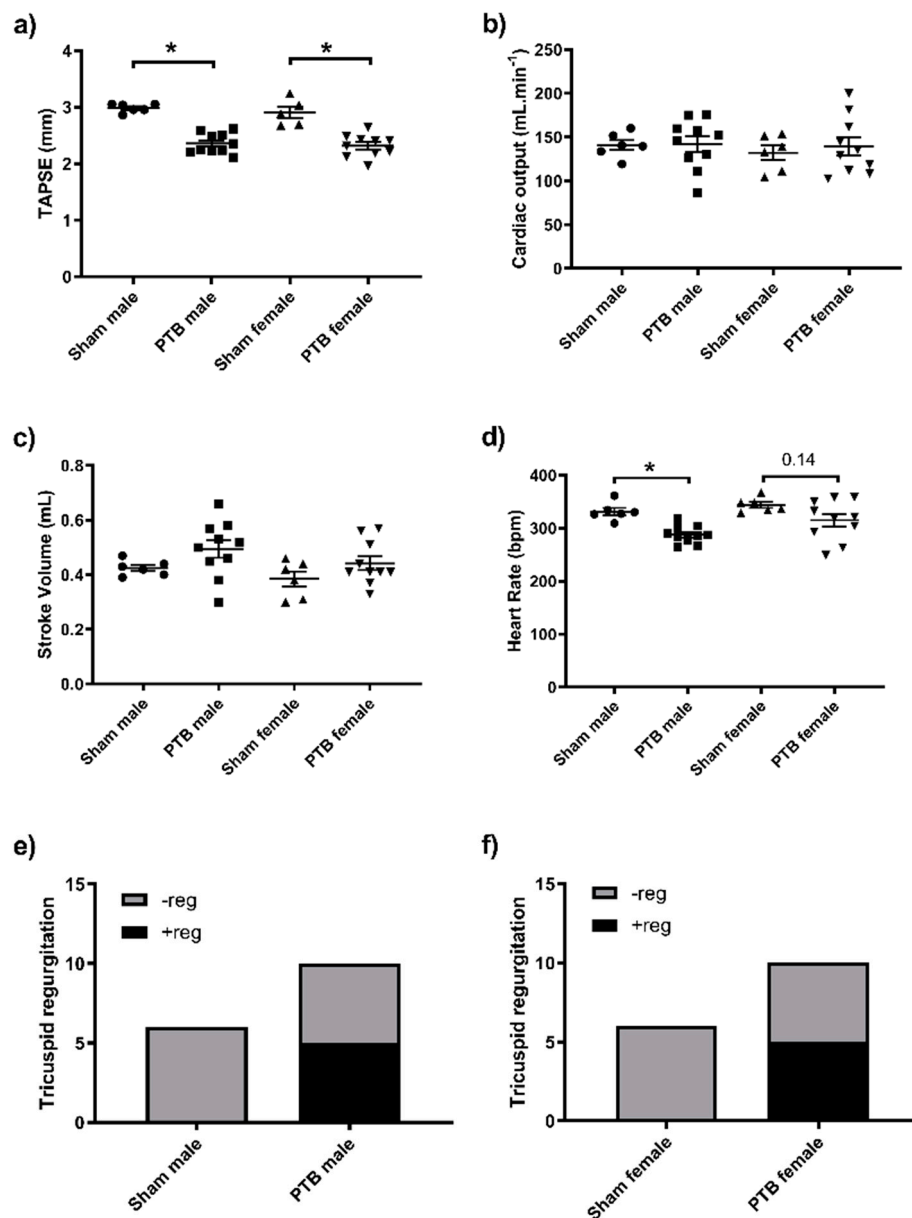 a)
*
*
4
3
2
1
0
TAPSE (mm)
Sham male
PTB male
Sham female
PTB female
b)
250
200
150
100
50
0
Cardiac output (mL.min⁻¹)
Sham male
PTB male
Sham female
PTB female
c)
0.8
0.6
0.4
0.2
0.0
Stroke Volume (mL)
Sham male
PTB male
Sham female
PTB female
d)
*
0.14
400
300
200
100
0
Heart Rate (bpm)
Sham male
PTB male
Sham female
PTB female
e)
15
10
5
0
Tricuspid regurgitation
-reg
+reg
Sham male
PTB male
f)
15
10
5
0
Tricuspid regurgitation
-reg
+reg
Sham female
PTB female